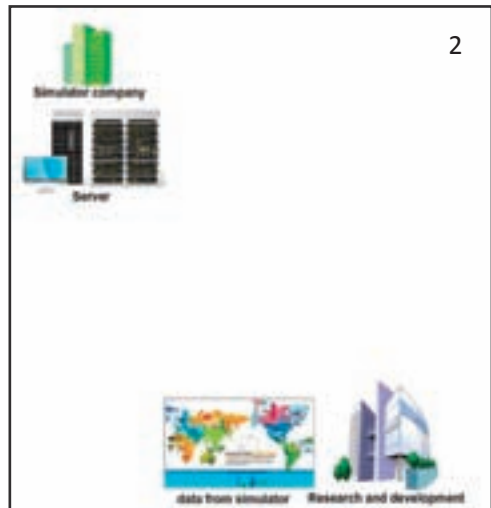 2
Simulator company
Server
data from simulator
Research and development